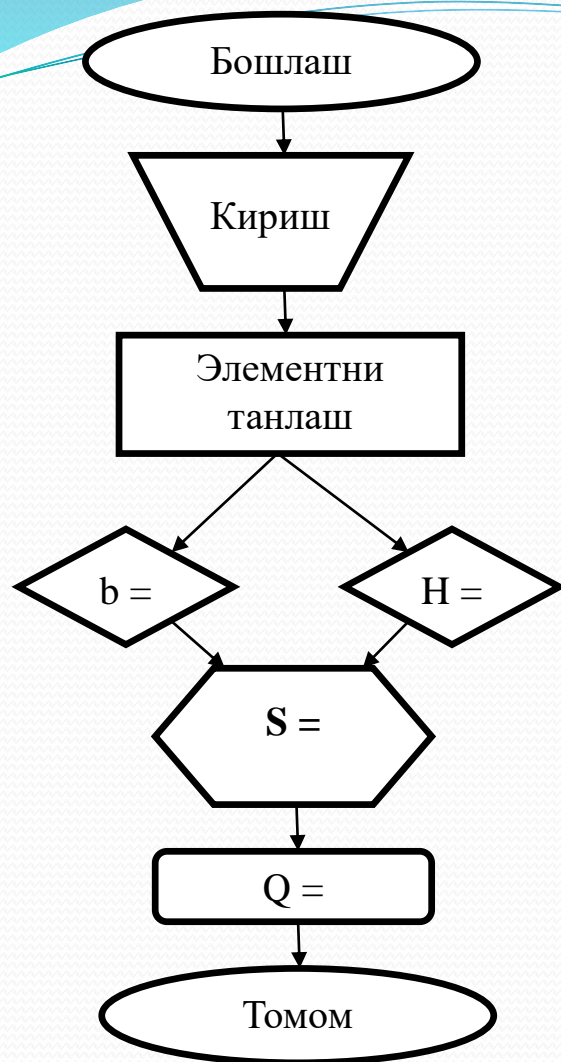 Бошлаш
Кириш
Элементни
танлаш
b =
H =
S =
Q =
Томом